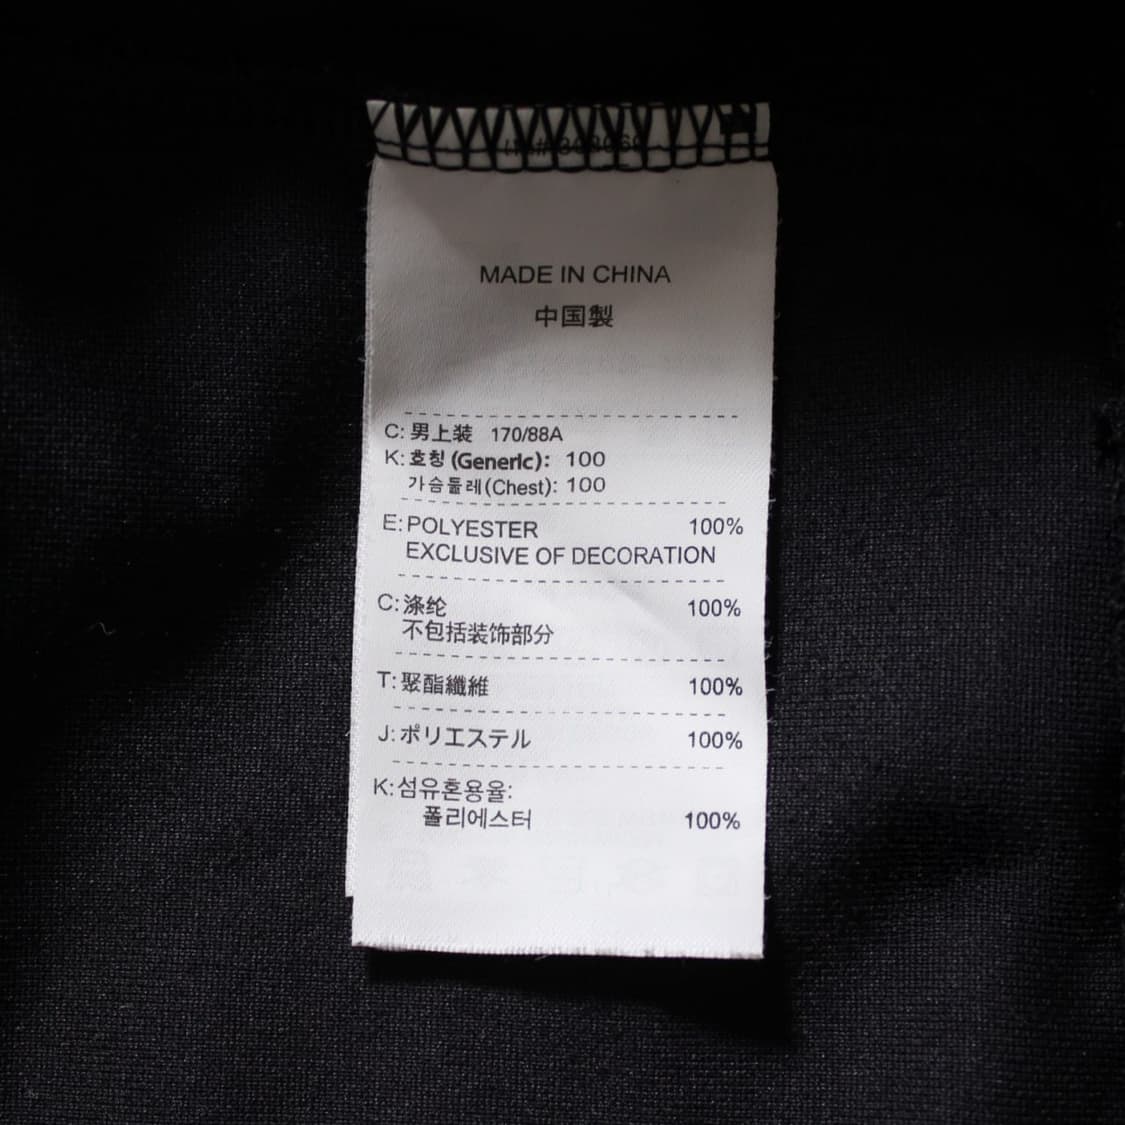 MADE IN CHINA
中国製
C: 男上装 170/88A
K: 호칭 (Generic): 100
가슴둘레(Chest): 100
E: POLYESTER 100%
EXCLUSIVE OF DECORATION
C: 涤纶 100%
不包括装饰部分
T: 聚酯纖維 100%
J: ポリエステル 100%
K: 섬유혼용율:
폴리에스터 100%